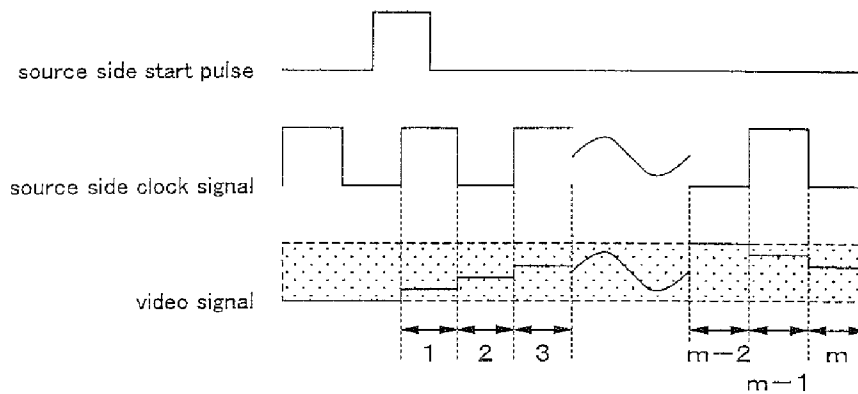 source side start pulse
source side clock signal
video signal
1 2 3 m−2 m
m−1